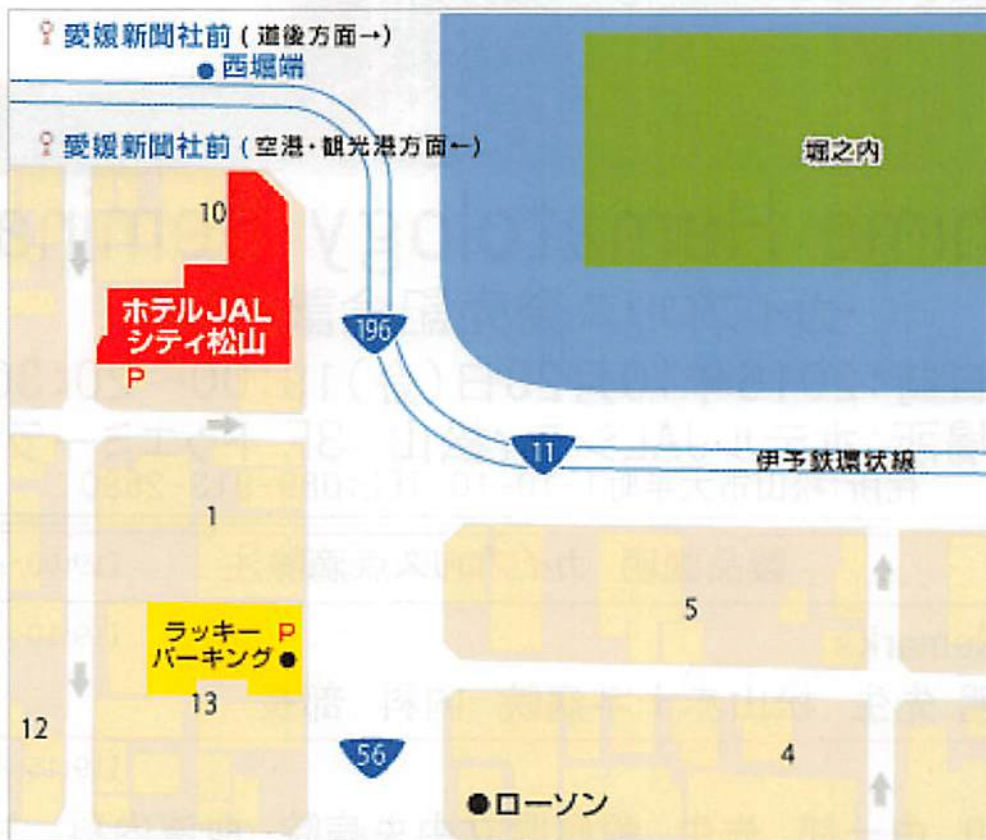 愛媛新聞社前 ( 道後方面→)
西堀端
愛媛新聞社前 ( 空港・観光港方面←)
堀之内
10
ホテルJAL
シティ松山
P
196
11
伊予鉄環状線
1
5
ラッキー P
パーキング
13
12
56
4
ローソン